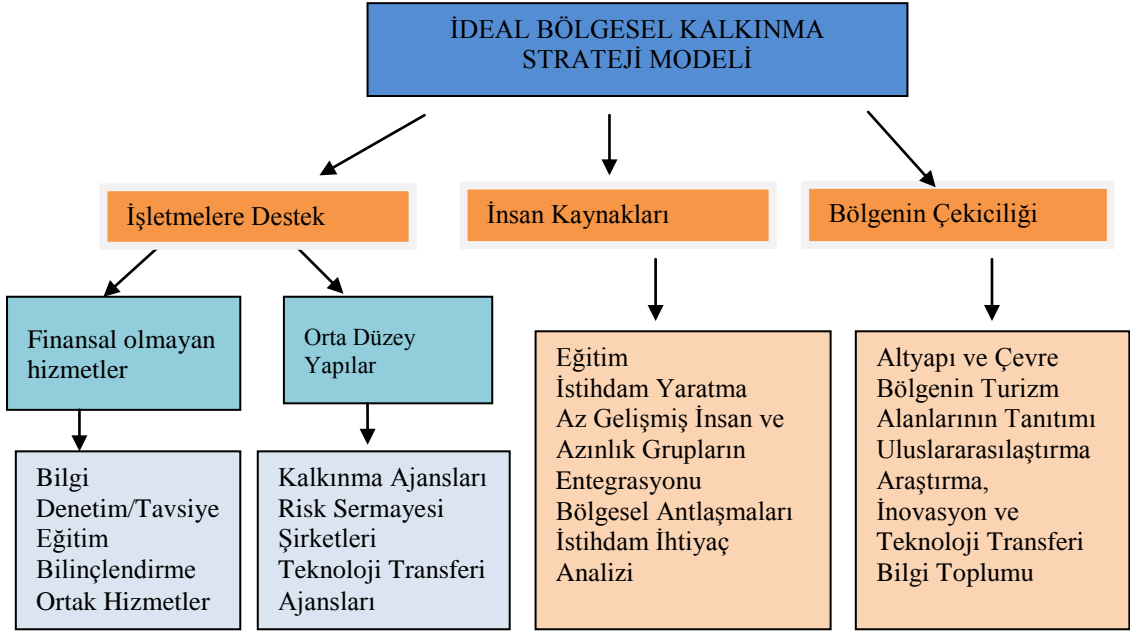 İDEAL BÖLGESEL KALKINMA
STRATEJİ MODELİ
İşletmelere Destek
İnsan Kaynakları
Bölgenin Çekiciliği
Finansal olmayan
hizmetler
Orta Düzey
Yapılar
Bilgi
Denetim/Tavsiye
Eğitim
Bilinçlendirme
Ortak Hizmetler
Kalkınma Ajansları
Risk Sermayesi
Şirketleri
Teknoloji Transferi
Ajansları
Eğitim
İstihdam Yaratma
Az Gelişmiş İnsan ve
Azınlık Grupların
Entegrasyonu
Bölgesel Antlaşmaları
İstihdam İhtiyaç
Analizi
Altyapı ve Çevre
Bölgenin Turizm
Alanlarının Tanıtımı
Uluslararasılaştırma
Araştırma,
İnovasyon ve
Teknoloji Transferi
Bilgi Toplumu